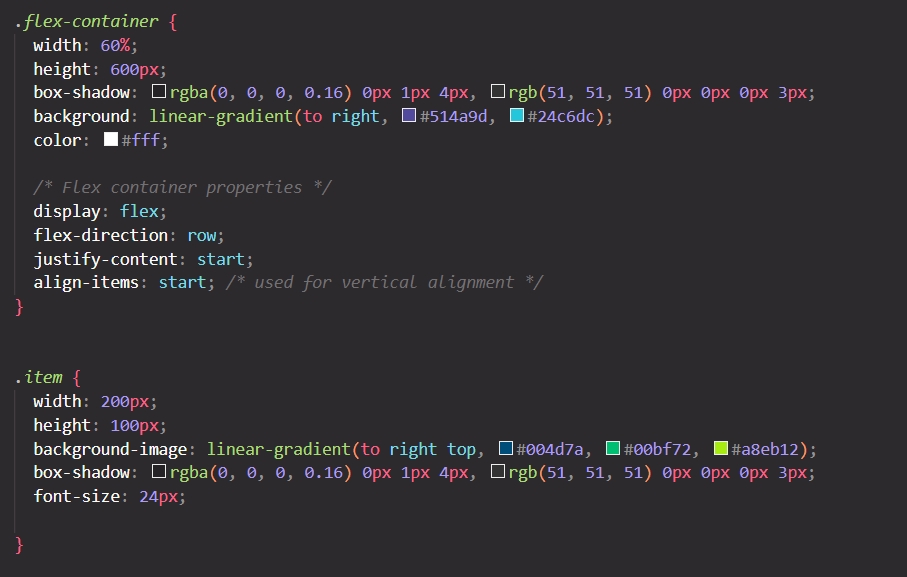 .flex-container {
width: 60%;
height: 600px;
box-shadow: rgba(0, 0, 0, 0.16) 0px 1px 4px, rgb(51, 51, 51) 0px 0px 0px 3px;
background: linear-gradient(to right, #514a9d, #24c6dc);
color: #fff;
/* Flex container properties */
display: flex;
flex-direction: row;
justify-content: start;
align-items: start; /* used for vertical alignment */
}
.item {
width: 200px;
height: 100px;
background-image: linear-gradient(to right top, #004d7a, #00bf72, #a8eb12);
box-shadow: rgba(0, 0, 0, 0.16) 0px 1px 4px, rgb(51, 51, 51) 0px 0px 0px 3px;
font-size: 24px;
}